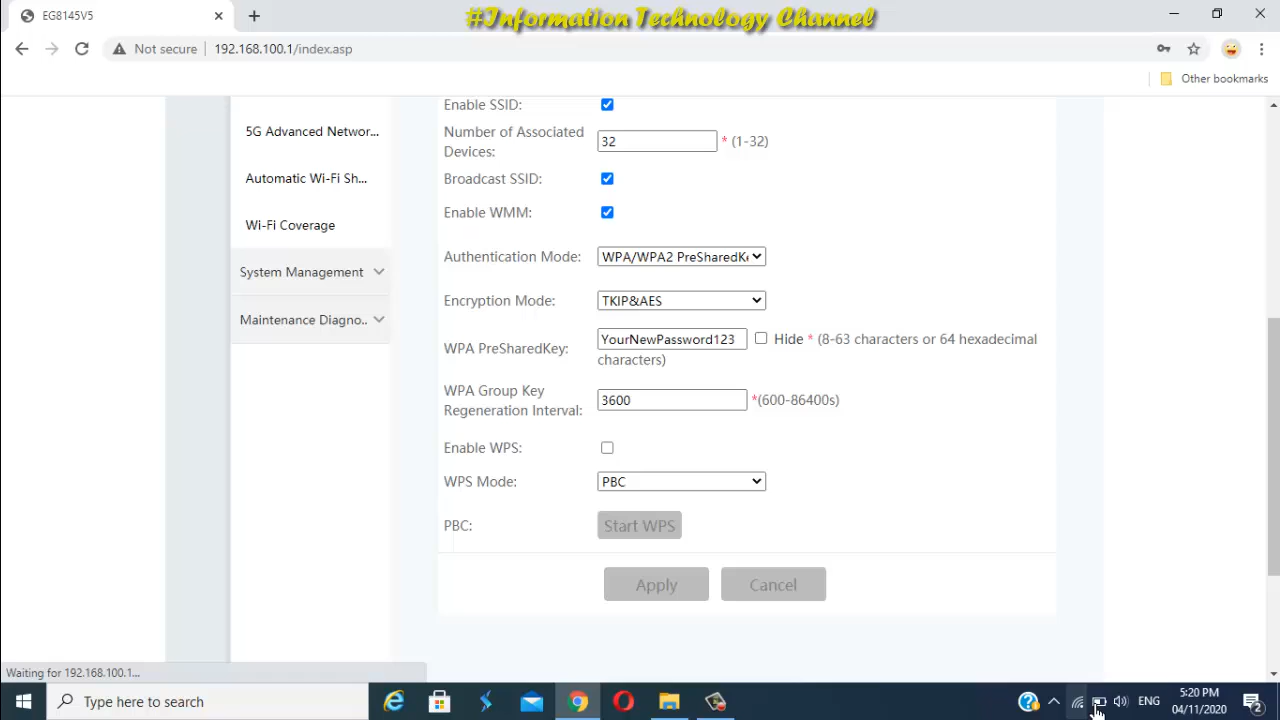 EG8145V5
#Information Technology Channel
Not secure
192.168.100.1/index.asp
Other bookmarks
5G Advanced Networ...
Automatic Wi-Fi Sh...
Wi-Fi Coverage
System Management
Maintenance Diagno..
Enable SSID:
Number of Associated
Devices:
32
* (1-32)
Broadcast SSID:
Enable WMM:
Authentication Mode:
WPA/WPA2 PreSharedKe
Encryption Mode:
TKIP&AES
WPA PreSharedKey:
YourNewPassword123
Hide * (8-63 characters or 64 hexadecimal
characters)
WPA Group Key
Regeneration Interval:
3600
*(600-86400s)
Enable WPS:
WPS Mode:
PBC
PBC:
Start WPS
Apply
Cancel
Waiting for 192.168.100.1...
Type here to search
ENG
5:20 PM
04/11/2020
2